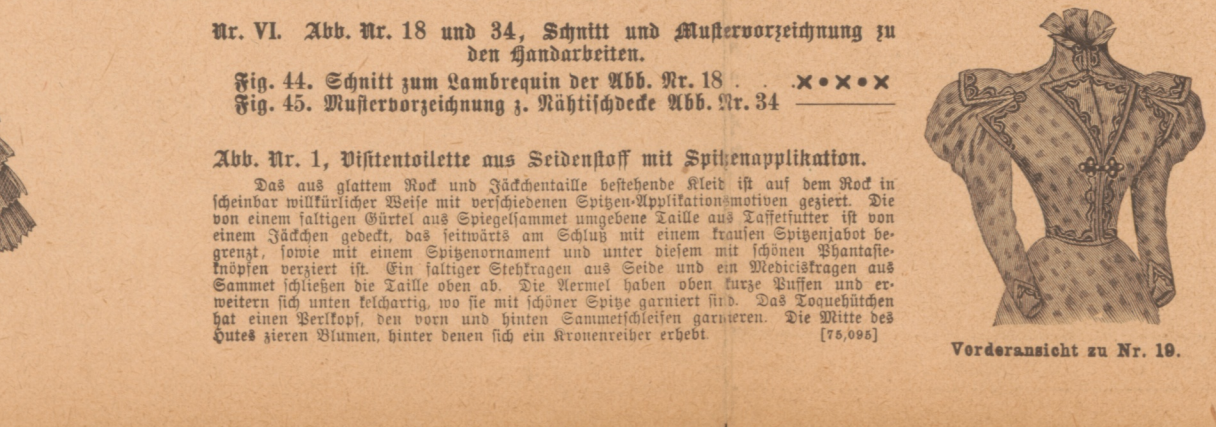 Nr. VI. Abb. Nr. 18 und 34, Schnitt und Mustervorzeichnung zu
den Handarbeiten.
Fig. 44. Schnitt zum Lambrequin der Abb. Nr. 18 . . .×•×•×
Fig. 45. Mustervorzeichnung z. Nähtischdecke Abb. Nr. 34 ———
Abb. Nr. 1, Visitentoilette aus Seidenstoff mit Spitzenapplikation.
Das aus glattem Rock und Jäckchentaille bestehende Kleid ist auf dem Rock in
scheinbar willkürlicher Weise mit verschiedenen Spitzen-Applikationsmotiven geziert. Die
von einem faltigen Gürtel aus Spiegelsammet umgebene Taille aus Taffetfutter ist von
einem Jäckchen gedeckt, das seitwärts am Schluß mit einem krausen Spitzenjabot be-
grenzt, sowie mit einem Spitzenornament und unter diesem mit schönen Phantasie-
knöpfen verziert ist. Ein faltiger Stehkragen aus Seide und ein Mediciskragen aus
Sammet schließen die Taille oben ab. Die Aermel haben oben kurze Puffen und er-
weitern sich unten kelchartig, wo sie mit schöner Spitze garniert sind. Das Toquehütchen
hat einen Perlkopf, den vorn und hinten Sammetschleifen garnieren. Die Mitte des
Hutes zieren Blumen, hinter denen sich ein Kronenreiher erhebt. [75,095]
Vorderansicht zu Nr. 19.